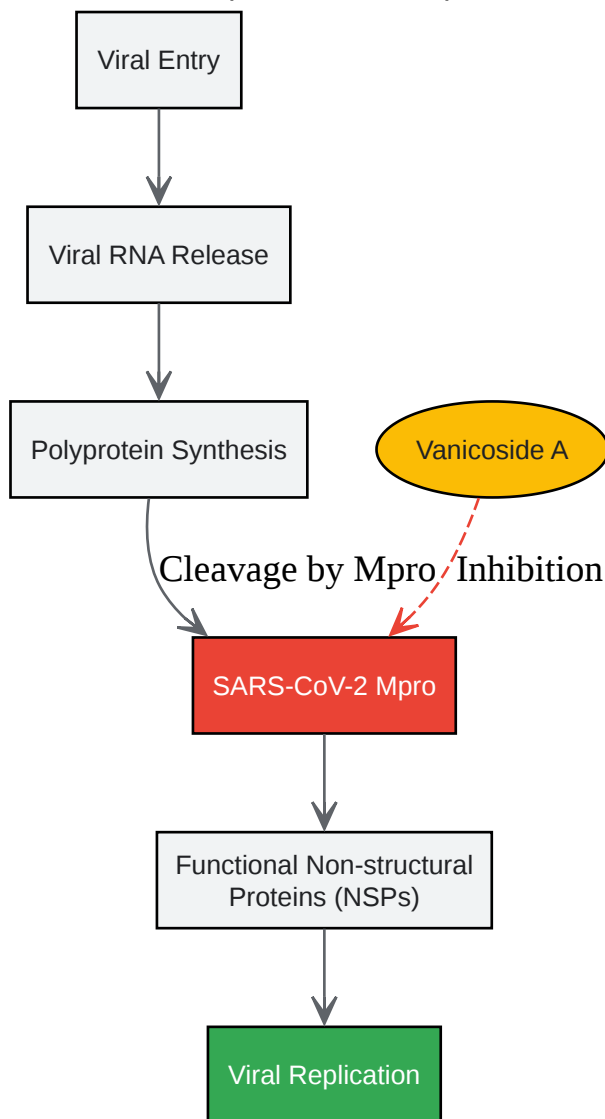 Viral Entry
Viral RNA Release
Polyprotein Synthesis
Vanicoside A
Cleavage by Mpro
Inhibition
SARS-CoV-2 Mpro
Functional Non-structural
Proteins (NSPs)
Viral Replication